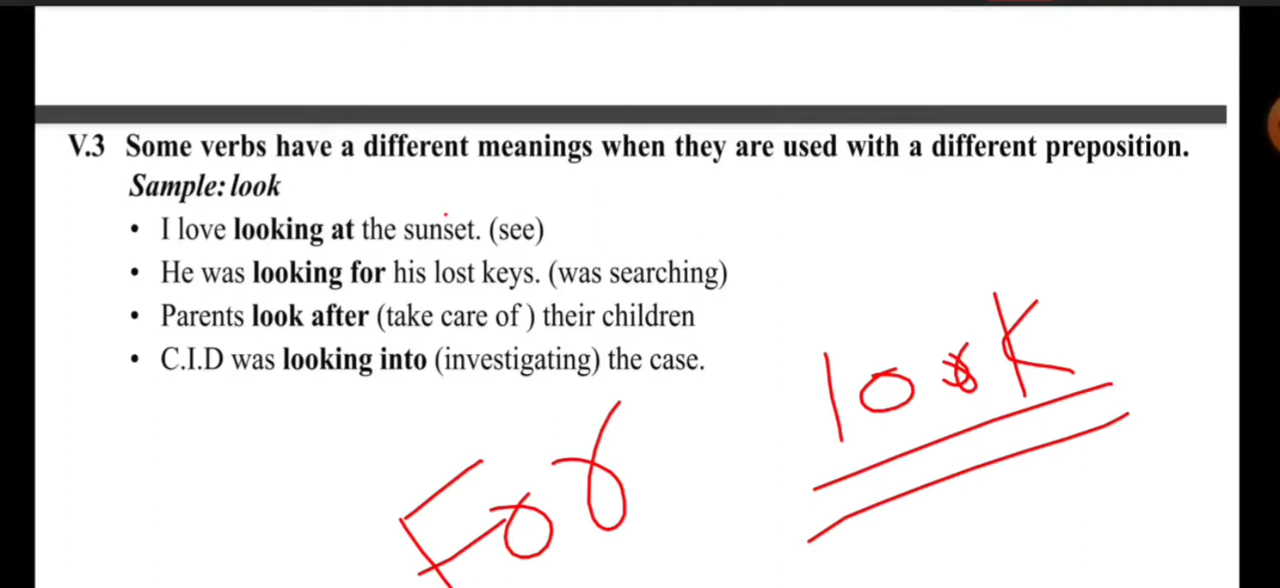 V.3 Some verbs have a different meanings when they are used with a different preposition.
Sample: look
• I love looking at the sunset. (see)
• He was looking for his lost keys. (was searching)
• Parents look after (take care of ) their children
• C.I.D was looking into (investigating) the case.
look
For